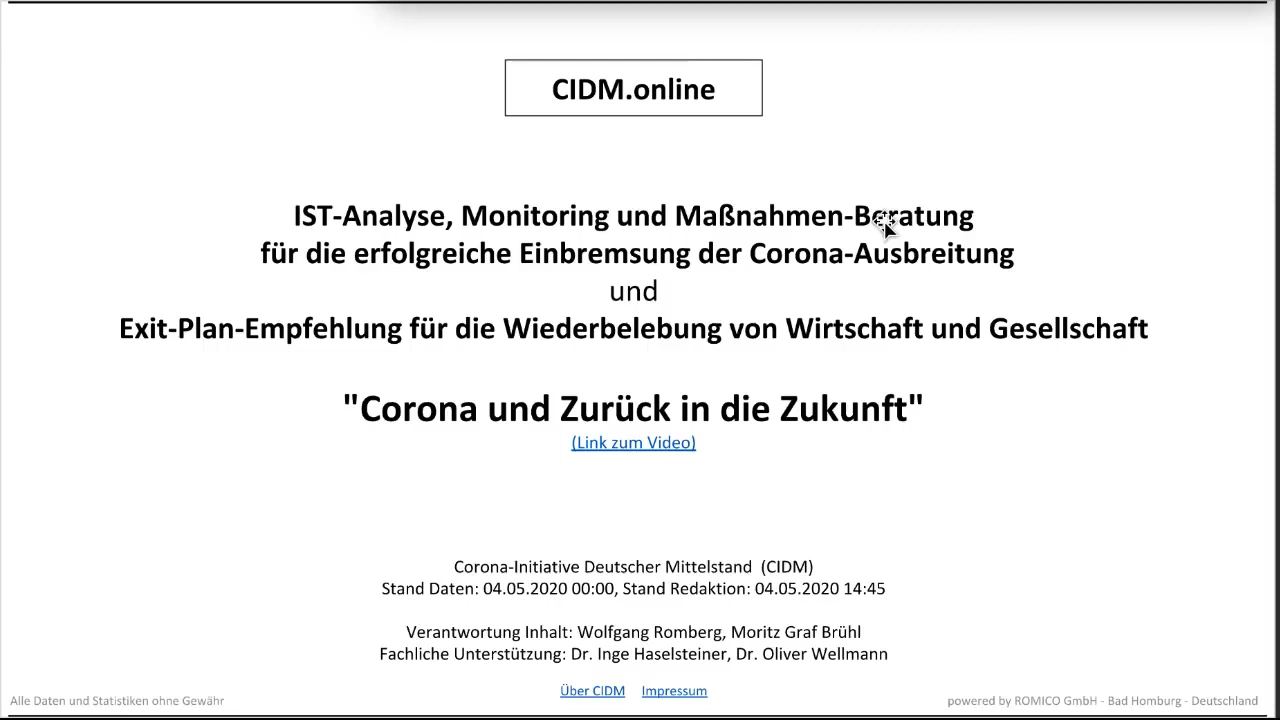 CIDM.online
IST-Analyse, Monitoring und Maßnahmen-Beratung
für die erfolgreiche Einbremsung der Corona-Ausbreitung
und
Exit-Plan-Empfehlung für die Wiederbelebung von Wirtschaft und Gesellschaft
"Corona und Zurück in die Zukunft"
(Link zum Video)
Corona-Initiative Deutscher Mittelstand (CIDM)
Stand Daten: 04.05.2020 00:00, Stand Redaktion: 04.05.2020 14:45
Verantwortung Inhalt: Wolfgang Romberg, Moritz Graf Brühl
Fachliche Unterstützung: Dr. Inge Haselsteiner, Dr. Oliver Wellmann
Über CIDM Impressum
Alle Daten und Statistiken ohne Gewähr
powered by ROMICO GmbH - Bad Homburg - Deutschland